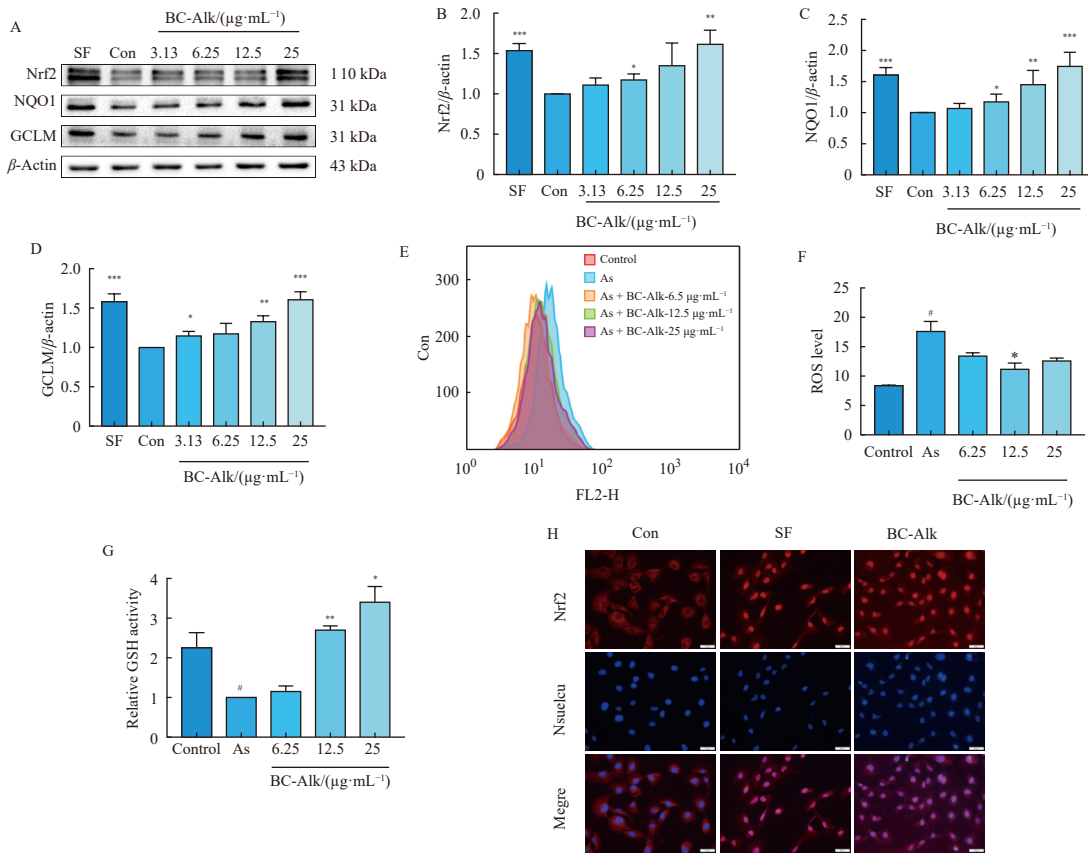 A
BC-Alk/(µg·mL⁻¹)
SF Con 3.13 6.25 12.5 25
Nrf2 110 kDa
NQO1 31 kDa
GCLM 31 kDa
β-Actin 43 kDa
B
Nrf2/β-actin
2.0
1.5
1.0
0.5
0
***
*
**
SF Con 3.13 6.25 12.5 25
BC-Alk/(µg·mL⁻¹)
C
NQO1/β-actin
2.5
2.0
1.5
1.0
0.5
0
***
*
**
***
SF Con 3.13 6.25 12.5 25
BC-Alk/(µg·mL⁻¹)
D
GCLM/β-actin
2.0
1.5
1.0
0.5
0
***
*
**
***
SF Con 3.13 6.25 12.5 25
BC-Alk/(µg·mL⁻¹)
E
Con
300
200
100
Control
As
As + BC-Alk-6.5 µg·mL⁻¹
As + BC-Alk-12.5 µg·mL⁻¹
As + BC-Alk-25 µg·mL⁻¹
10⁰ 10¹ 10² 10³ 10⁴
FL2-H
F
ROS level
25
20
15
10
5
0
#
*
Control As 6.25 12.5 25
BC-Alk/(µg·mL⁻¹)
G
Relative GSH activity
4
3
2
1
0
#
**
*
Control As 6.25 12.5 25
BC-Alk/(µg·mL⁻¹)
H
Con SF BC-Alk
Nrf2
Nsuelcu
Megre